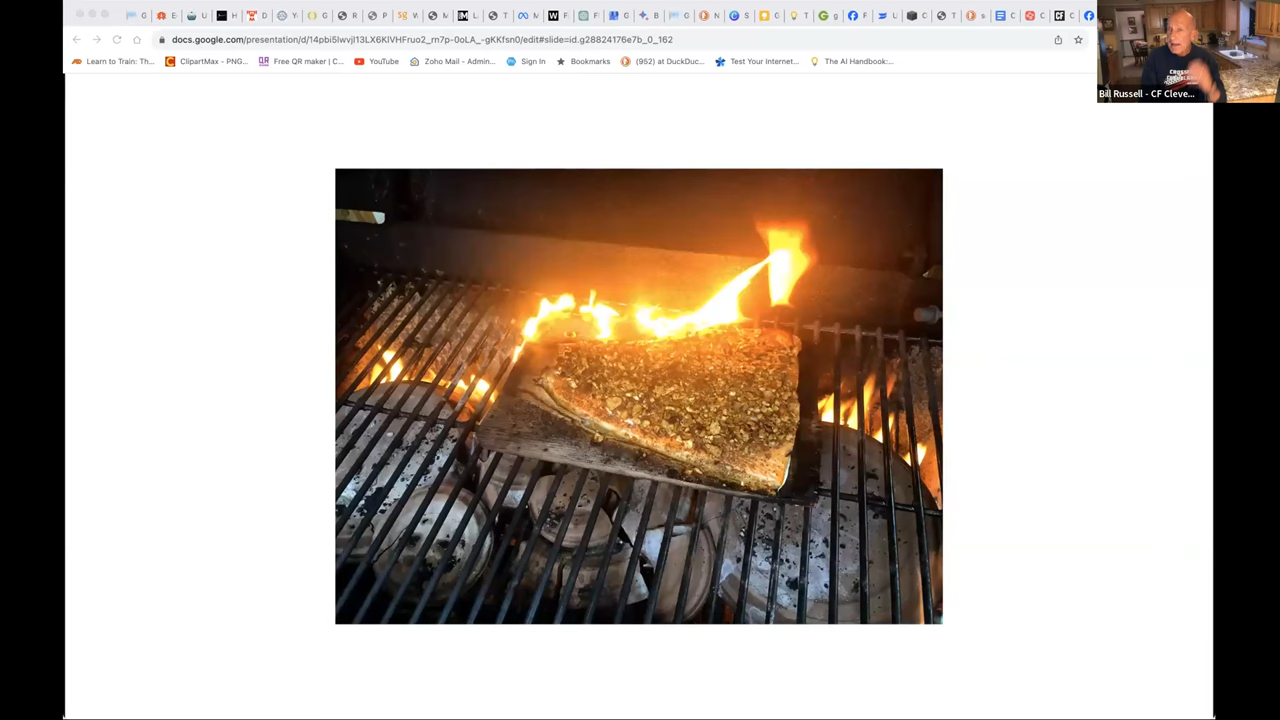 G
E
U
H
D
Y
G
R
P
W
M
L
T
M
F
F
G
B
G
N
S
G
T
g
F
U
C
T
s
C
C
C
docs.google.com/presentation/d/14pbi5lwvjl13LX6KlVHFruo2_rn7p-0oLA_-gKKfsn0/edit#slide=id.g28824176e7b_0_162
Learn to Train: Th...
ClipartMax - PNG...
Free QR maker | C...
YouTube
Zoho Mail - Admin...
Sign In
Bookmarks
(952) at DuckDuc...
Test Your Internet...
The AI Handbook:...
Bill Russell - CF Cleve...